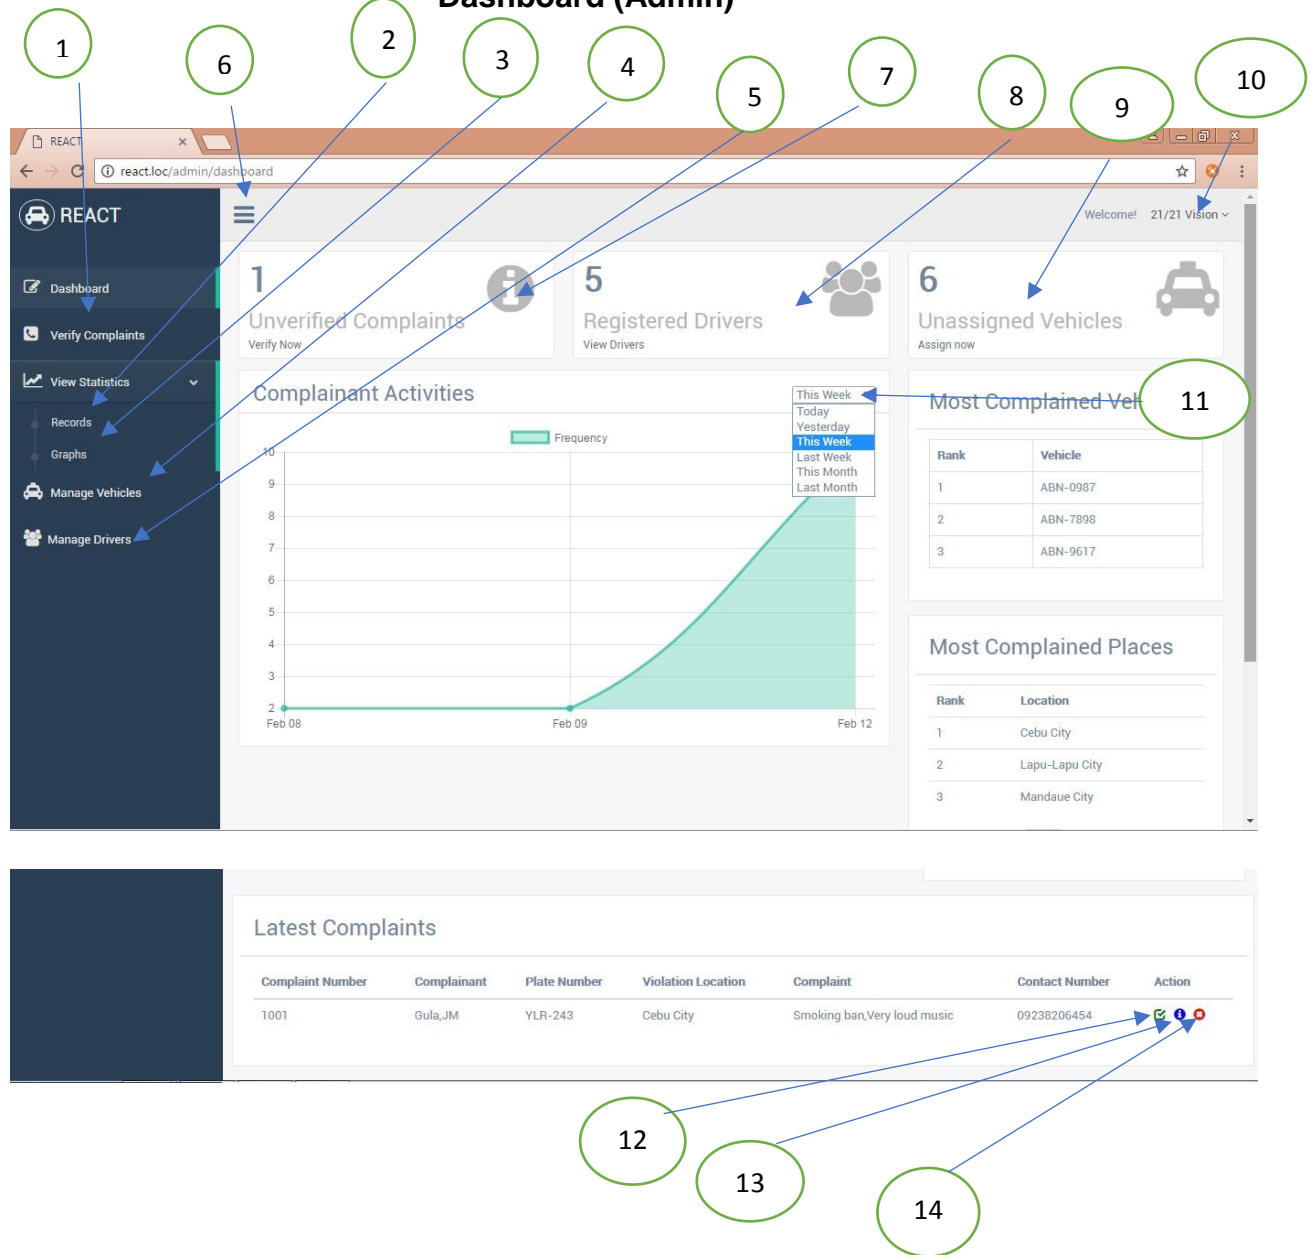 Dashboard (Admin)
1
6
2
3
4
5
7
8
9
10
REACT
react.loc/admin/dashboard
REACT
Welcome! 21/21 Vision
Dashboard
Verify Complaints
View Statistics
Records
Graphs
Manage Vehicles
Manage Drivers
1
Unverified Complaints
Verify Now
5
Registered Drivers
View Drivers
6
Unassigned Vehicles
Assign now
Complainant Activities
This Week
Today
Yesterday
This Week
Last Week
This Month
Last Month
Frequency
10
9
8
7
6
5
4
3
2
Feb 08 Feb 09 Feb 12
Most Complained
11
Rank Vehicle
1 ABN-0987
2 ABN-7898
3 ABN-9617
Most Complained Places
Rank Location
1 Cebu City
2 Lapu-Lapu City
3 Mandaue City
Latest Complaints
Complaint Number Complainant Plate Number Violation Location Complaint Contact Number Action
1001 Gula,JM YLR-243 Cebu City Smoking ban,Very loud music 09238206454
12
13
14